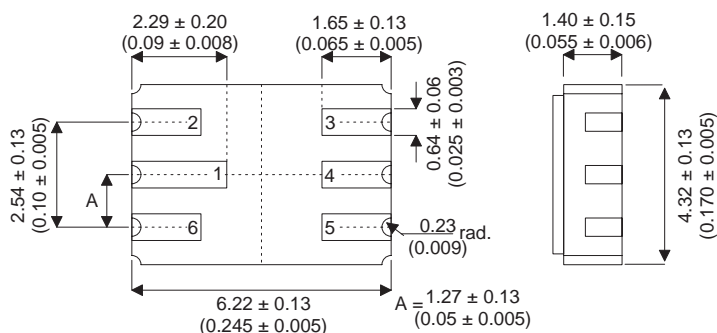 2.29 ± 0.20
(0.09 ± 0.008)
1.65 ± 0.13
(0.065 ± 0.005)
1.40 ± 0.15
(0.055 ± 0.006)
2
3
0.64 ± 0.06
(0.025 ± 0.003)
2.54 ± 0.13
(0.10 ± 0.005)
A
1
4
4.32 ± 0.13
(0.170 ± 0.005)
6
5
0.23 rad.
(0.009)
6.22 ± 0.13
(0.245 ± 0.005)
A = 1.27 ± 0.13
(0.05 ± 0.005)